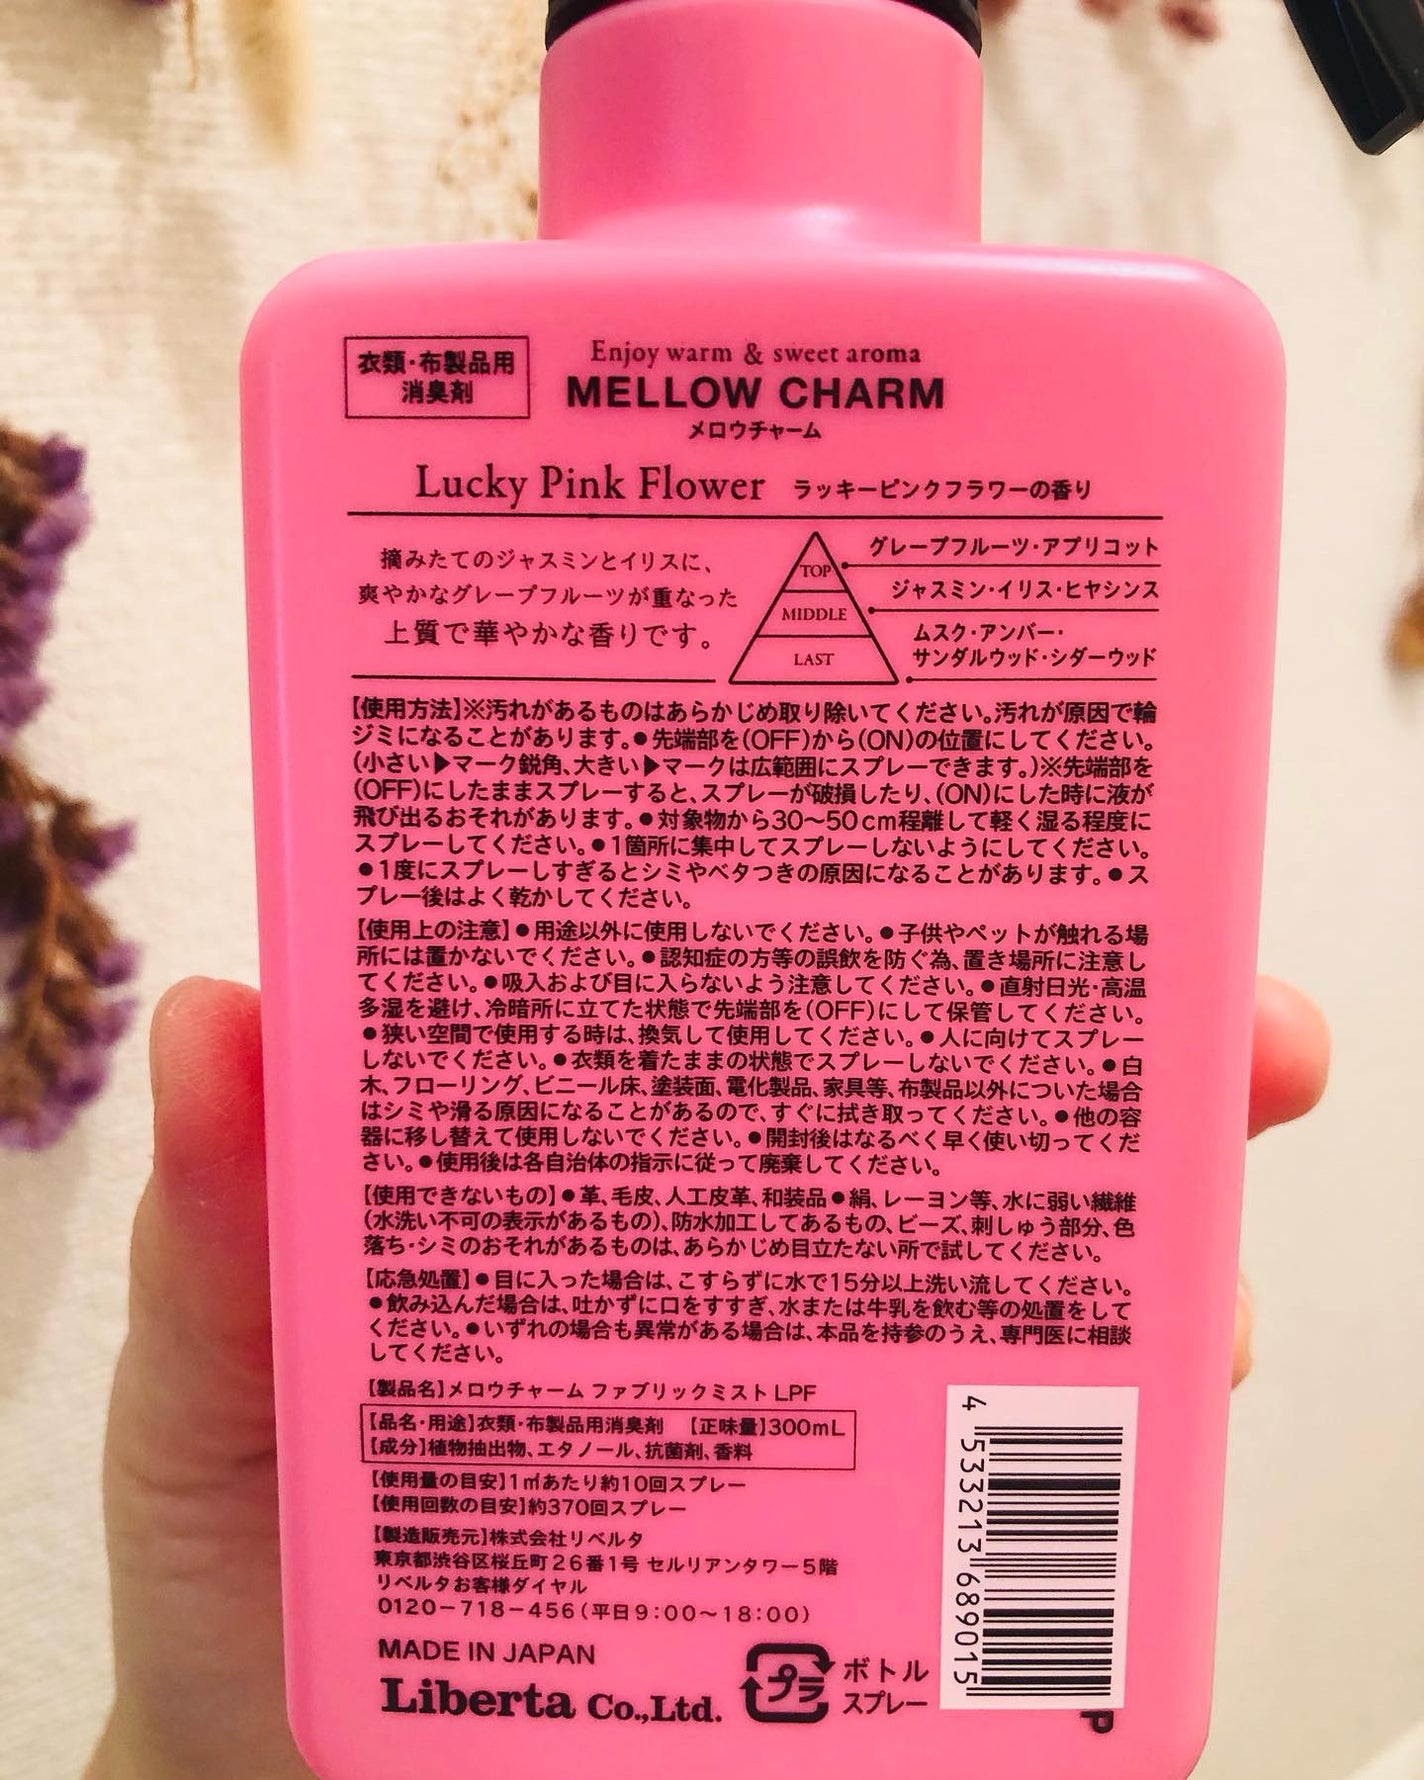 衣類・布製品用
消臭剤
Enjoy warm & sweet aroma
MELLOW CHARM
メロウチャーム
Lucky Pink Flower ラッキーピンクフラワーの香り
摘みたてのジャスミンとイリスに、
爽やかなグレープフルーツが重なった
上質で華やかな香りです。
TOP
グレープフルーツ・アプリコット
MIDDLE
ジャスミン・イリス・ヒヤシンス
LAST
ムスク・アンバー・
サンダルウッド・シダーウッド
【使用方法】※汚れがあるものはあらかじめ取り除いてください。汚れが原因で輪
ジミになることがあります。●先端部を(OFF)から(ON)の位置にしてください。
(小さい▶マーク鋭角、大きい▶マークは広範囲にスプレーできます。)※先端部を
(OFF)にしたままスプレーすると、スプレーが破損したり、(ON)にした時に液が
飛び出るおそれがあります。●対象物から30〜50cm程離して軽く湿る程度に
スプレーしてください。●1箇所に集中してスプレーしないようにしてください。
●1度にスプレーしすぎるとシミやベタつきの原因になることがあります。●ス
プレー後はよく乾かしてください。
【使用上の注意】●用途以外に使用しないでください。●子供やペットが触れる場
所には置かないでください。●認知症の方等の誤飲を防ぐ為、置き場所に注意し
てください。●吸入および目に入らないよう注意してください。●直射日光・高温
多湿を避け、冷暗所に立てた状態で先端部を(OFF)にして保管してください。
●狭い空間で使用する時は、換気して使用してください。●人に向けてスプレー
しないでください。●衣類を着たままの状態でスプレーしないでください。●白
木、フローリング、ビニール床、塗装面、電化製品、家具等、布製品以外についた場合
はシミや滑る原因になることがあるので、すぐに拭き取ってください。●他の容
器に移し替えて使用しないでください。●開封後はなるべく早く使い切ってくだ
さい。●使用後は各自治体の指示に従って廃棄してください。
【使用できないもの】●革、毛皮、人工皮革、和装品●絹、レーヨン等、水に弱い繊維
(水洗い不可の表示があるもの)、防水加工してあるもの、ビーズ、刺しゅう部分、色
落ち・シミのおそれがあるものは、あらかじめ目立たない所で試してください。
【応急処置】●目に入った場合は、こすらずに水で15分以上洗い流してください。
●飲み込んだ場合は、吐かずに口をすすぎ、水または牛乳を飲む等の処置をして
ください。●いずれの場合も異常がある場合は、本品を持参のうえ、専門医に相談
してください。
【製品名】メロウチャーム ファブリックミスト LPF
【品名・用途】衣類・布製品用消臭剤 【正味量】300mL
【成分】植物抽出物、エタノール、抗菌剤、香料
【使用量の目安】1㎡あたり約10回スプレー
【使用回数の目安】約370回スプレー
【製造販売元】株式会社リベルタ
東京都渋谷区桜丘町26番1号 セルリアンタワー5階
リベルタお客様ダイヤル
0120－718－456(平日9:00〜18:00)
MADE IN JAPAN
Liberta Co.,Ltd.
プラ
ボトル
スプレー
4 533213 689015
P